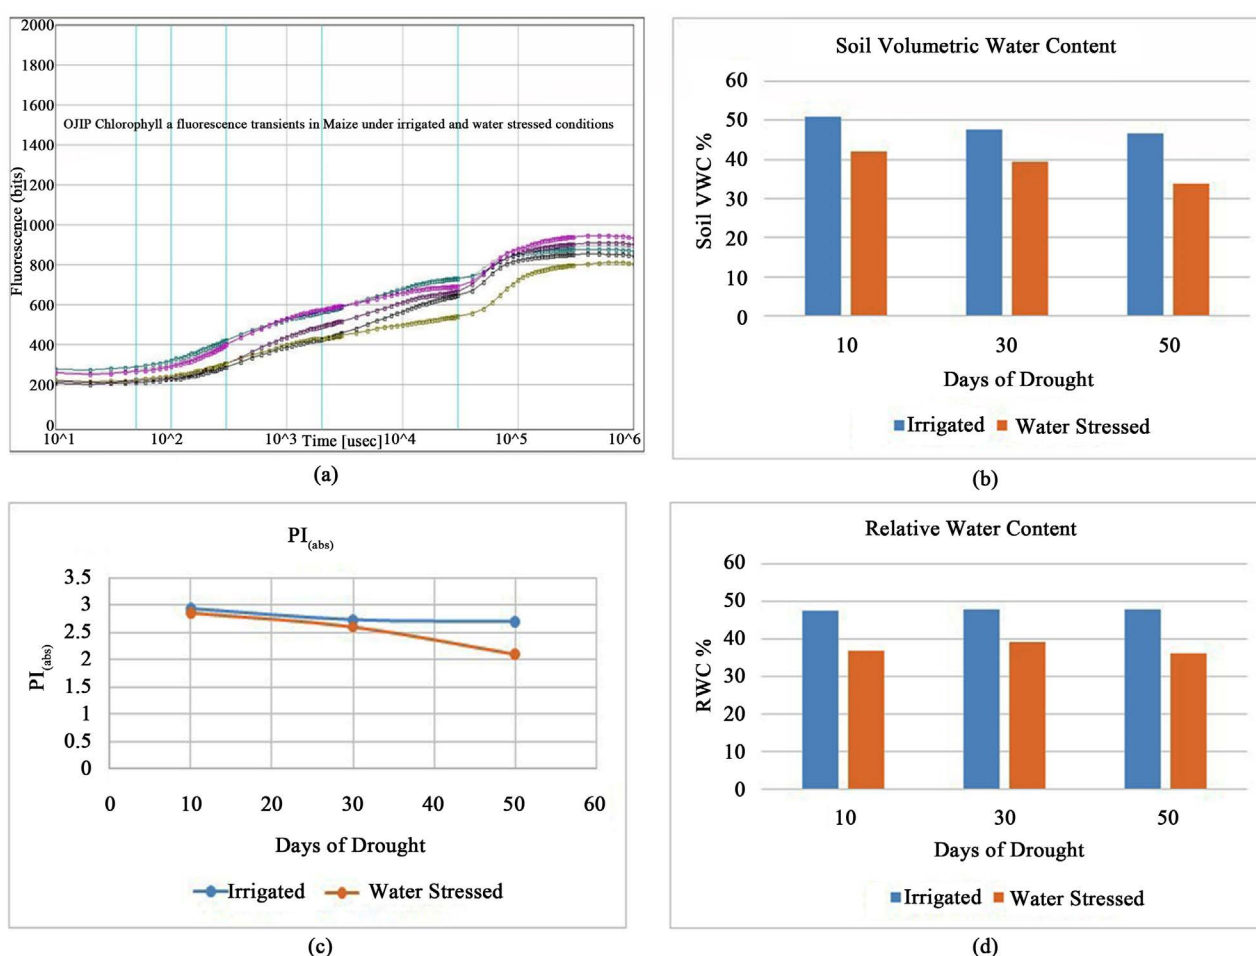 2000
1800
1600
OJIP Chlorophyll a fluorescence transients in Maize under irrigated and water stressed conditions
1400
1200
1000
800
600
400
200
0
Fluorescence (bits)
10^1 10^2 10^3 Time [usec] 10^4 10^5 10^6
(a)
Soil Volumetric Water Content
60
50
40
30
20
10
0
Soil VWC %
10 30 50
Days of Drought
Irrigated Water Stressed
(b)
PI(abs)
3.5
3
2.5
2
1.5
1
0.5
0
PI(abs)
0 10 20 30 40 50 60
Days of Drought
Irrigated Water Stressed
(c)
Relative Water Content
60
50
40
30
20
10
0
RWC %
10 30 50
Days of Drought
Irrigated Water Stressed
(d)